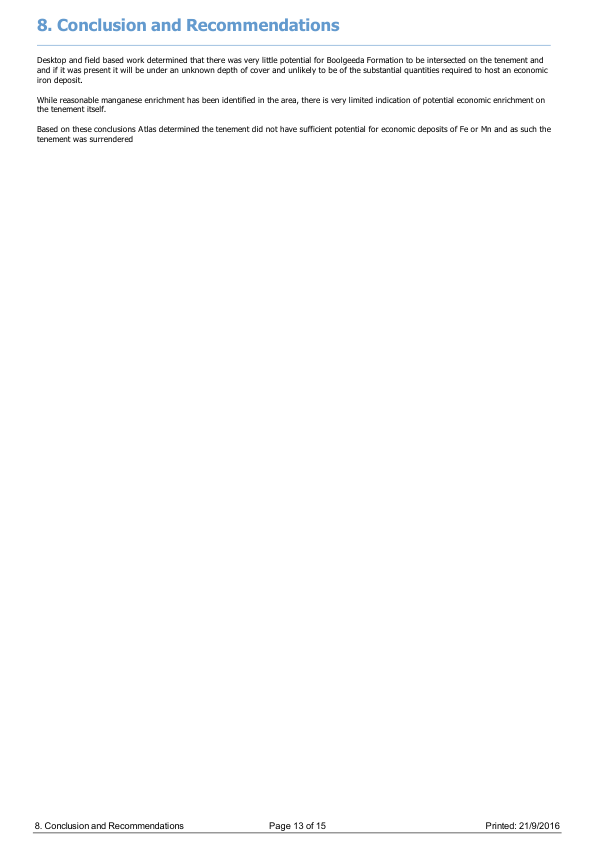 8. Conclusion and Recommendations
Desktop and field based work determined that there was very little potential for Boolgeeda Formation to be intersected on the tenement and
and if it was present it will be under an unknown depth of cover and unlikely to be of the substantial quantities required to host an economic
iron deposit.
While reasonable manganese enrichment has been identified in the area, there is very limited indication of potential economic enrichment on
the tenement itself.
Based on these conclusions Atlas determined the tenement did not have sufficient potential for economic deposits of Fe or Mn and as such the
tenement was surrendered
8. Conclusion and Recommendations Page 13 of 15 Printed: 21/9/2016